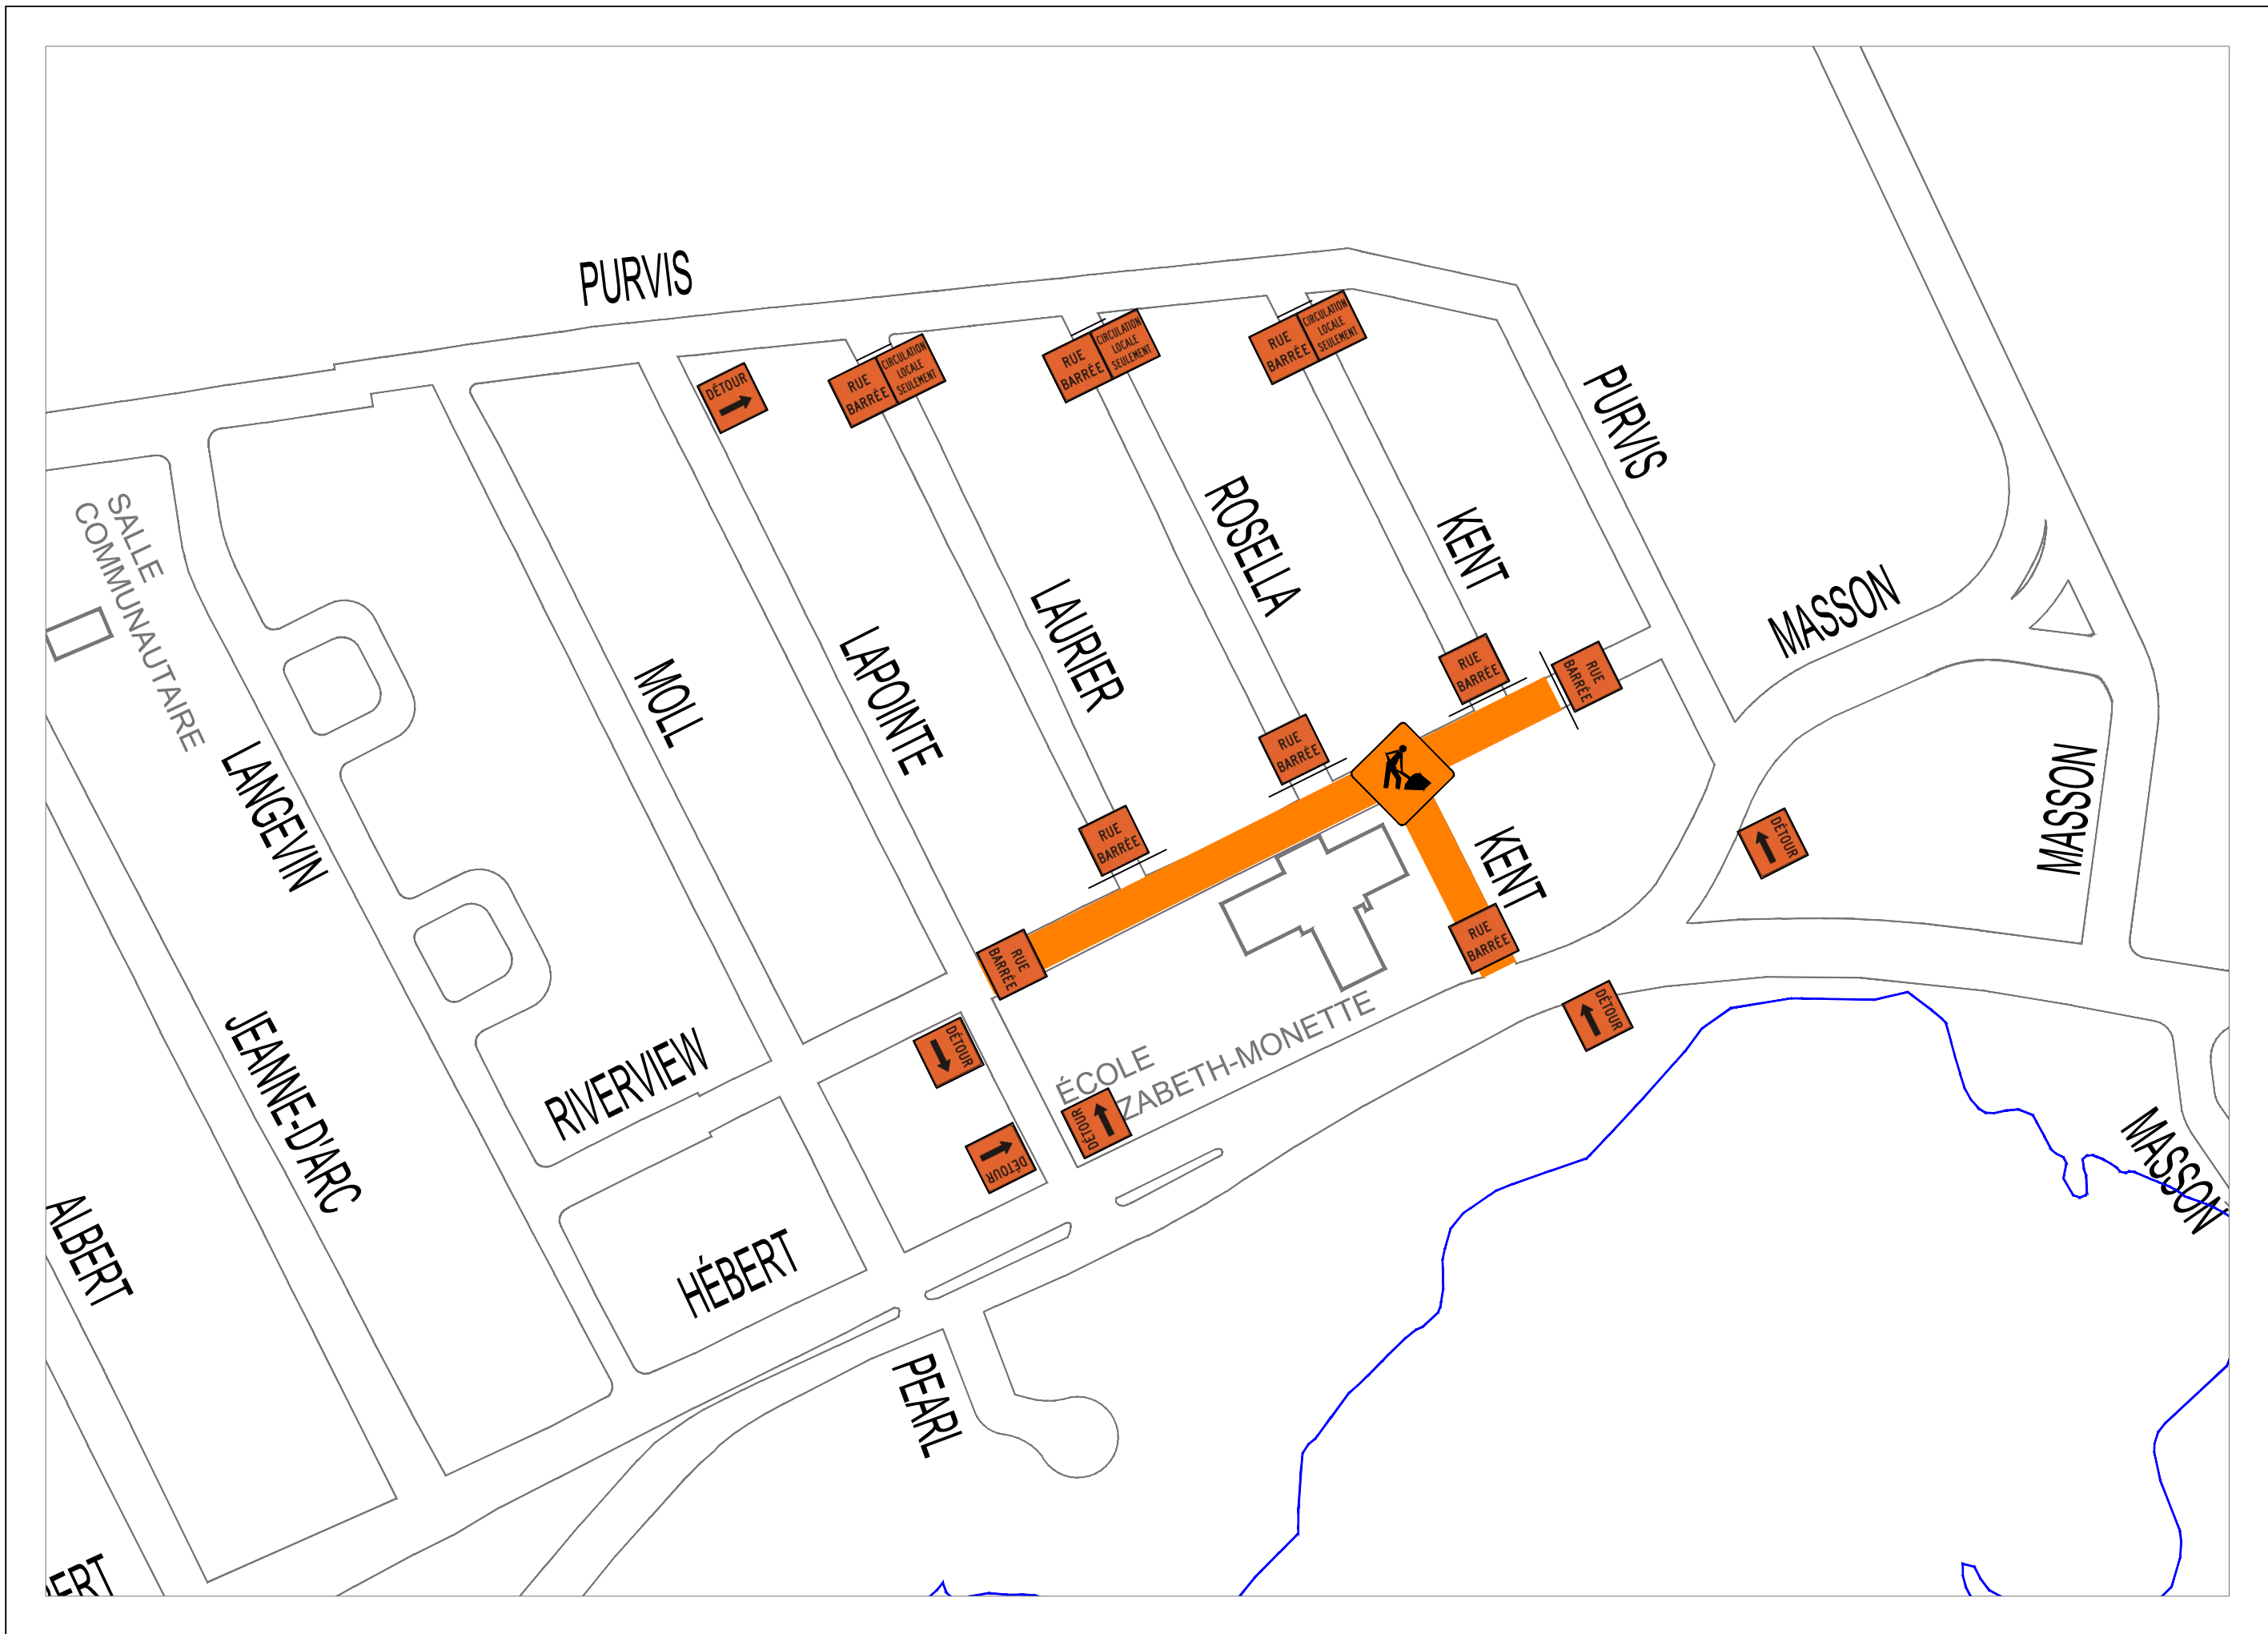 PURVIS
CIRCULATION
LOCALE
SEULEMENT
RUE
BARRÉE
CIRCULATION
LOCALE
SEULEMENT
RUE
BARRÉE
CIRCULATION
LOCALE
SEULEMENT
RUE
BARRÉE
DÉTOUR
PURVIS
SALLE
COMMUNAUTAIRE
ROSELLA
KENT
MASSON
LAURIER
LAPOINTE
MOLL
RUE
BARRÉE
RUE
BARRÉE
RUE
BARRÉE
RUE
BARRÉE
LANGEVIN
MASSON
DÉTOUR
KENT
RUE
BARRÉE
RUE
BARRÉE
JEANNE-D'ARC
RIVERVIEW
DÉTOUR
DÉTOUR
ÉCOLE
ZABETH-MONETTE
DÉTOUR
DÉTOUR
MASSON
ALBERT
HÉBERT
PEARL
ERT